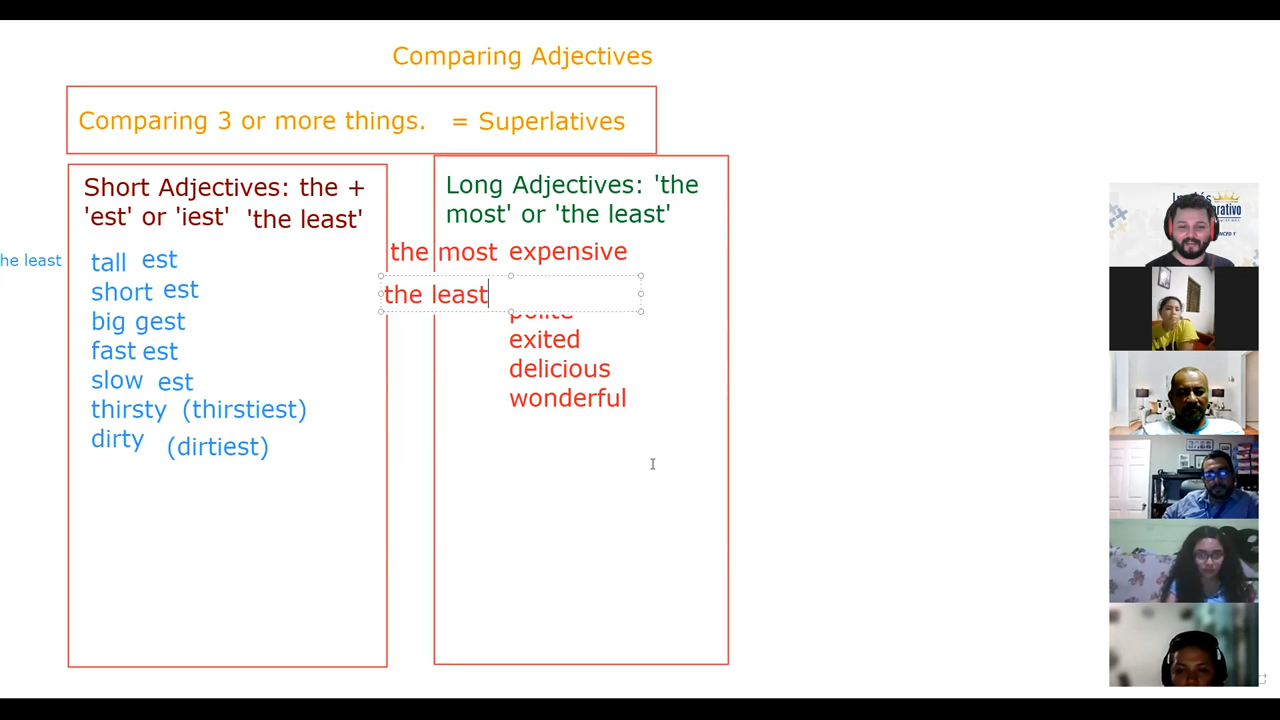 Comparing Adjectives
Comparing 3 or more things. = Superlatives
Short Adjectives: the +
'est' or 'iest' 'the least'
he least
tall est
short est
big gest
fast est
slow est
thirsty (thirstiest)
dirty (dirtiest)
Long Adjectives: 'the
most' or 'the least'
the most expensive
the least
polite
exited
delicious
wonderful